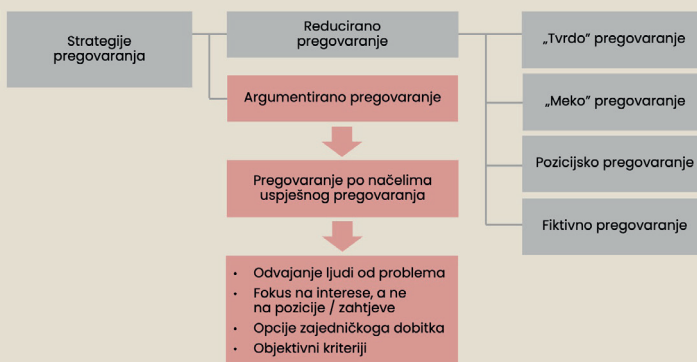 Strategije
pregovaranja
Reducirano
pregovaranje
„Tvrdo” pregovaranje
„Meko” pregovaranje
Pozicijsko pregovaranje
Fiktivno pregovaranje
Argumentirano pregovaranje
Pregovaranje po načelima
uspješnog pregovaranja
• Odvajanje ljudi od problema
• Fokus na interese, a ne
na pozicije / zahtjeve
• Opcije zajedničkoga dobitka
• Objektivni kriteriji